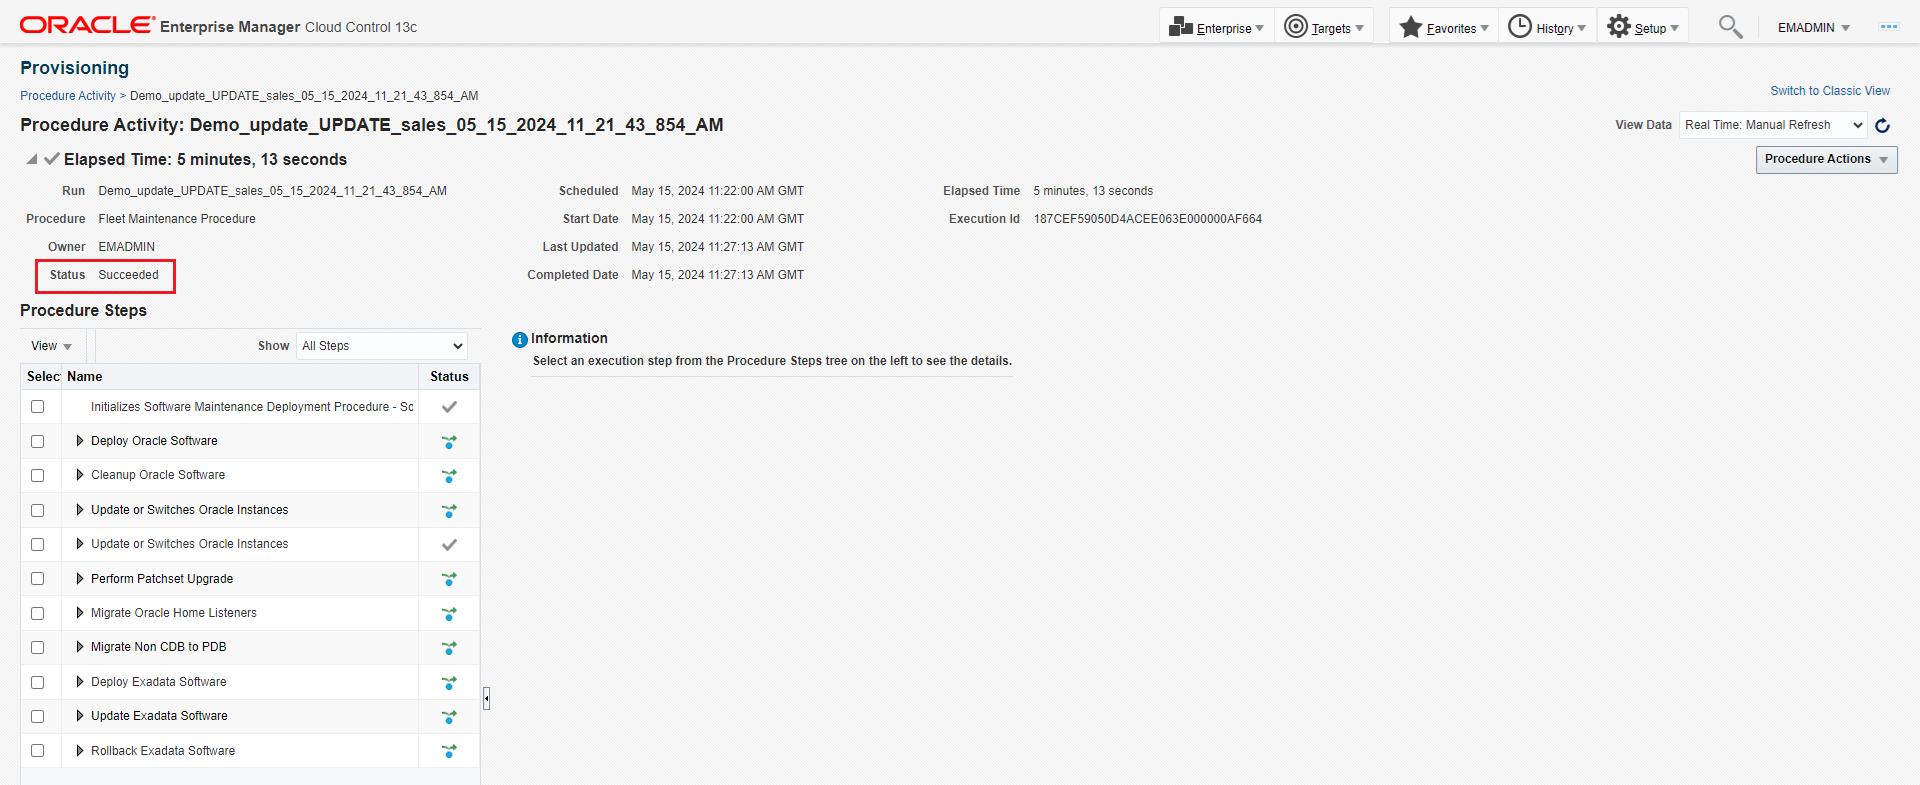 ORACLE Enterprise Manager Cloud Control 13c
Enterprise
Targets
Favorites
History
Setup
EMADMIN
Provisioning
Procedure Activity > Demo_update_UPDATE_sales_05_15_2024_11_21_43_854_AM
Switch to Classic View
Procedure Activity: Demo_update_UPDATE_sales_05_15_2024_11_21_43_854_AM
View Data Real Time: Manual Refresh
Elapsed Time: 5 minutes, 13 seconds
Procedure Actions
Run Demo_update_UPDATE_sales_05_15_2024_11_21_43_854_AM
Procedure Fleet Maintenance Procedure
Owner EMADMIN
Status Succeeded
Scheduled May 15, 2024 11:22:00 AM GMT
Start Date May 15, 2024 11:22:00 AM GMT
Last Updated May 15, 2024 11:27:13 AM GMT
Completed Date May 15, 2024 11:27:13 AM GMT
Elapsed Time 5 minutes, 13 seconds
Execution Id 187CEF59050D4ACEE063E000000AF664
Procedure Steps
View
Show All Steps
Selec Name Status
Initializes Software Maintenance Deployment Procedure - So
Deploy Oracle Software
Cleanup Oracle Software
Update or Switches Oracle Instances
Update or Switches Oracle Instances
Perform Patchset Upgrade
Migrate Oracle Home Listeners
Migrate Non CDB to PDB
Deploy Exadata Software
Update Exadata Software
Rollback Exadata Software
Information
Select an execution step from the Procedure Steps tree on the left to see the details.